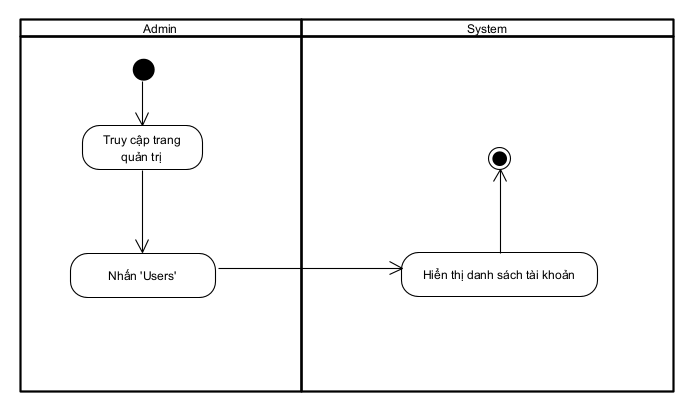 Admin
System
Truy cập trang
quản trị
Nhấn 'Users'
Hiển thị danh sách tài khoản